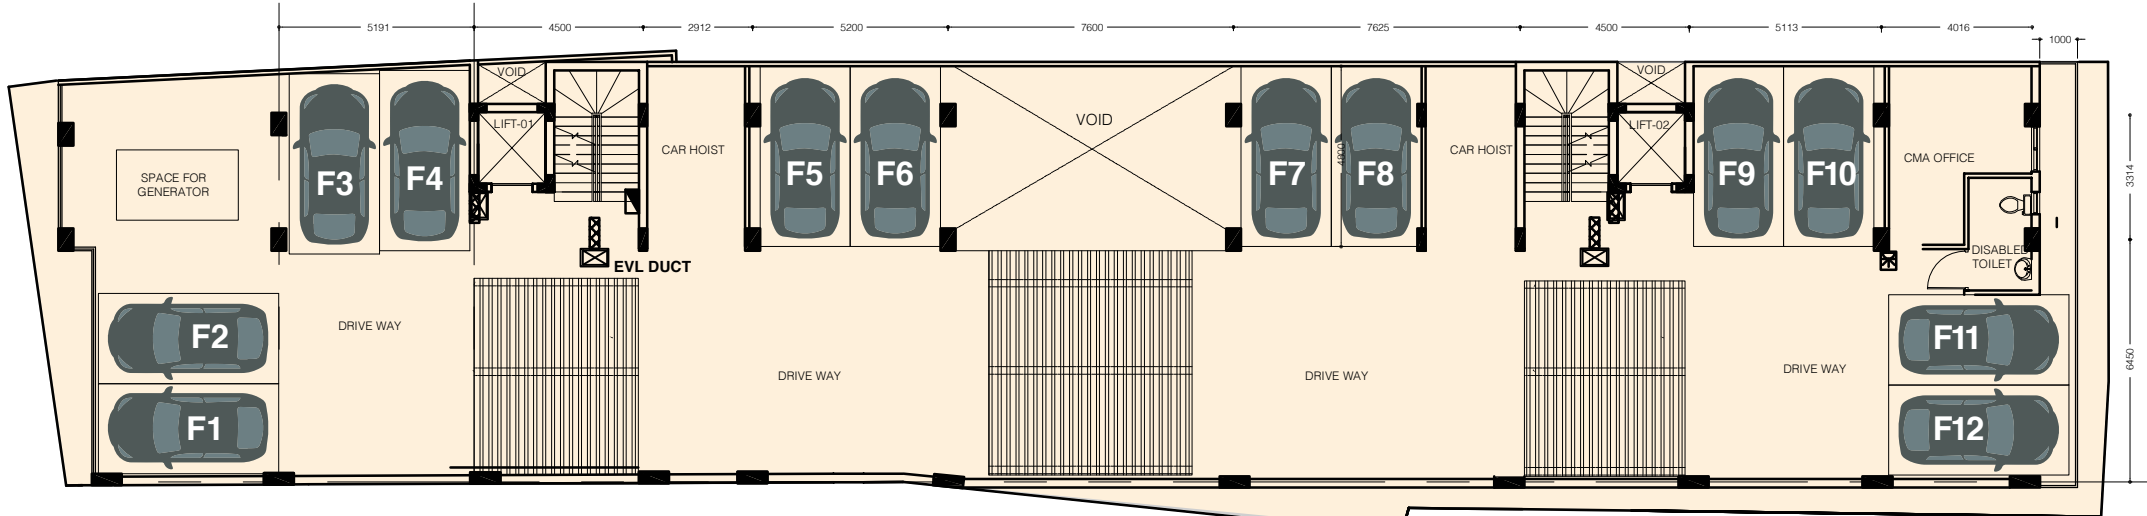 5191 4500 2912 5200 7600 7625 4500 5113 4016
1000
VOID
VOID
LIFT-01
VOID
LIFT-02
CAR HOIST
CAR HOIST
4800
CMA OFFICE
SPACE FOR
GENERATOR
F3 F4 F5 F6 F7 F8 F9 F10
3314
DISABLED
TOILET
EVL DUCT
F2
DRIVE WAY
F11
DRIVE WAY
DRIVE WAY
DRIVE WAY
6450
F1
F12